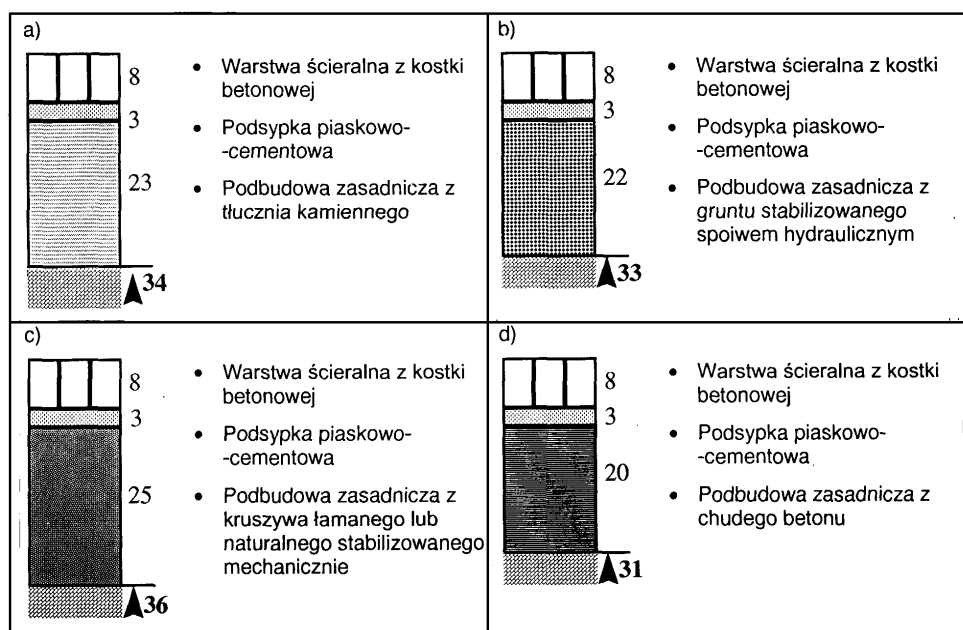 a)
8
3
23
34
• Warstwa ścieralna z kostki
betonowej
• Podsypka piaskowo-
-cementowa
• Podbudowa zasadnicza z
tłucznia kamiennego
b)
8
3
22
33
• Warstwa ścieralna z kostki
betonowej
• Podsypka piaskowo-
-cementowa
• Podbudowa zasadnicza z
gruntu stabilizowanego
spoiwem hydraulicznym
c)
8
3
25
36
• Warstwa ścieralna z kostki
betonowej
• Podsypka piaskowo-
-cementowa
• Podbudowa zasadnicza z
kruszywa łamanego lub
naturalnego stabilizowanego
mechanicznie
d)
8
3
20
31
• Warstwa ścieralna z kostki
betonowej
• Podsypka piaskowo-
-cementowa
• Podbudowa zasadnicza z
chudego betonu